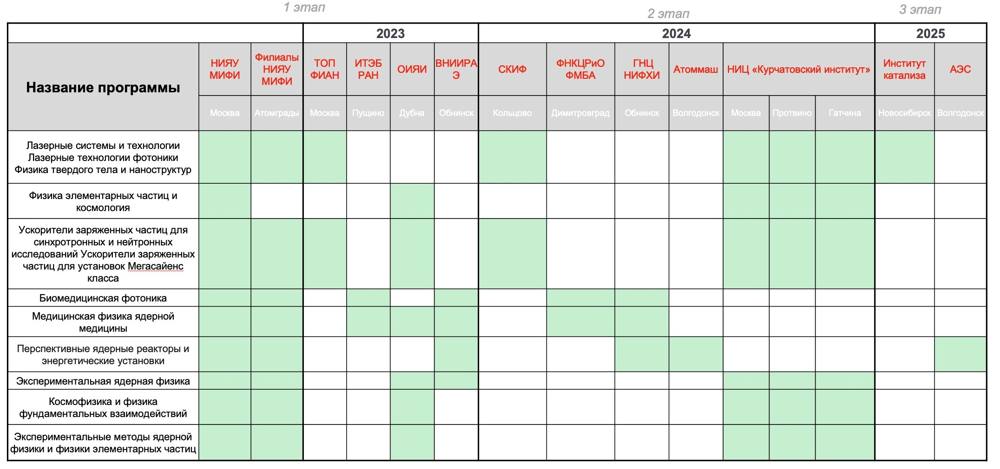 1 этап
2 этап
3 этап
2023
2024
2025
Название программы
НИЯУ
МИФИ
Филиалы
НИЯУ
МИФИ
ТОП
ФИАН
ИТЭБ
РАН
ОИЯИ
ВНИИРА
Э
СКИФ
ФНКЦРиО
ФМБА
ГНЦ
НИФХИ
Атоммаш
НИЦ «Курчатовский институт»
Институт
катализа
АЭС
Москва
Атомграды
Москва
Пущино
Дубна
Обнинск
Кольцово
Димитровград
Обнинск
Волгодонск
Москва
Протвино
Гатчина
Новосибирск
Волгодонск
Лазерные системы и технологии
Лазерные технологии фотоники
Физика твердого тела и наноструктур
Физика элементарных частиц и
космология
Ускорители заряженных частиц для
синхротронных и нейтронных
исследований Ускорители заряженных
частиц для установок Мегасайенс
класса
Биомедицинская фотоника
Медицинская физика ядерной
медицины
Перспективные ядерные реакторы и
энергетические установки
Экспериментальная ядерная физика
Космофизика и физика
фундаментальных взаимодействий
Экспериментальные методы ядерной
физики и физики элементарных частиц